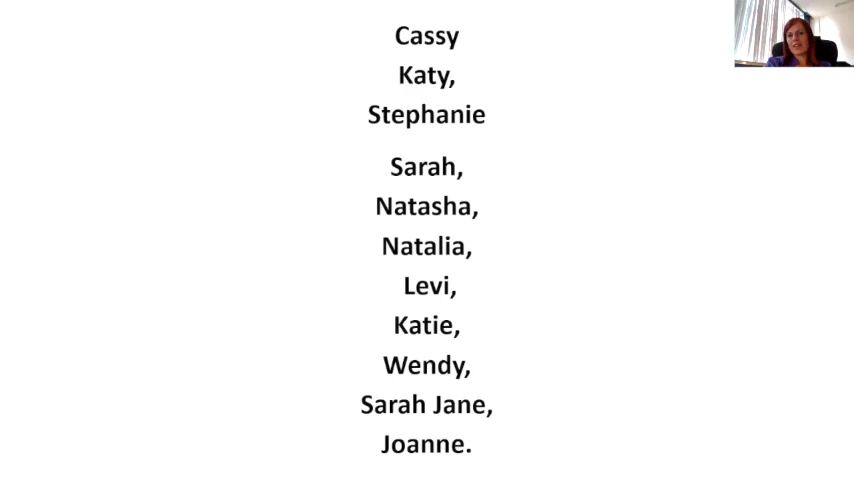 Cassy
Katy,
Stephanie
Sarah,
Natasha,
Natalia,
Levi,
Katie,
Wendy,
Sarah Jane,
Joanne.